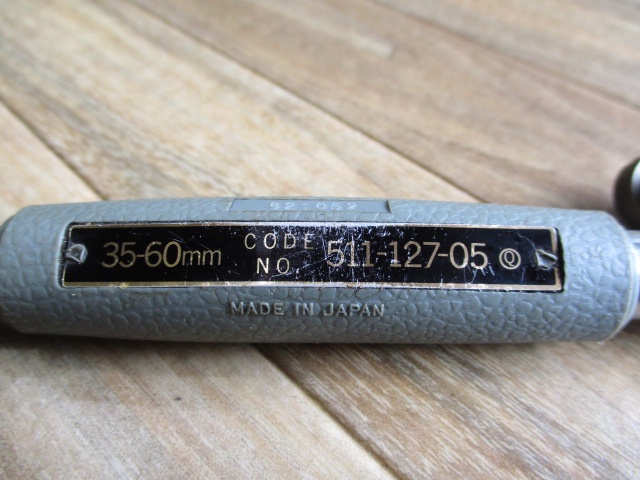 35-60mm CODE NO. 511-127-05 Q
MADE IN JAPAN